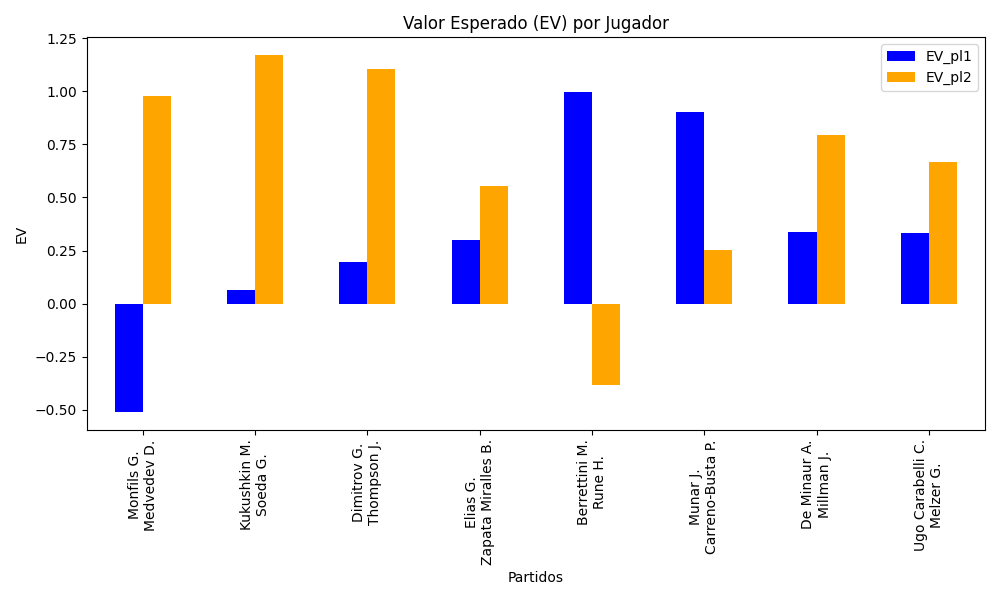 Valor Esperado (EV) por Jugador
EV_pl1
EV_pl2
EV
1.25
1.00
0.75
0.50
0.25
0.00
−0.25
−0.50
Monfils G.
Medvedev D.
Kukushkin M.
Soeda G.
Dimitrov G.
Thompson J.
Elias G.
Zapata Miralles B.
Berrettini M.
Rune H.
Munar J.
Carreno-Busta P.
De Minaur A.
Millman J.
Ugo Carabelli C.
Melzer G.
Partidos